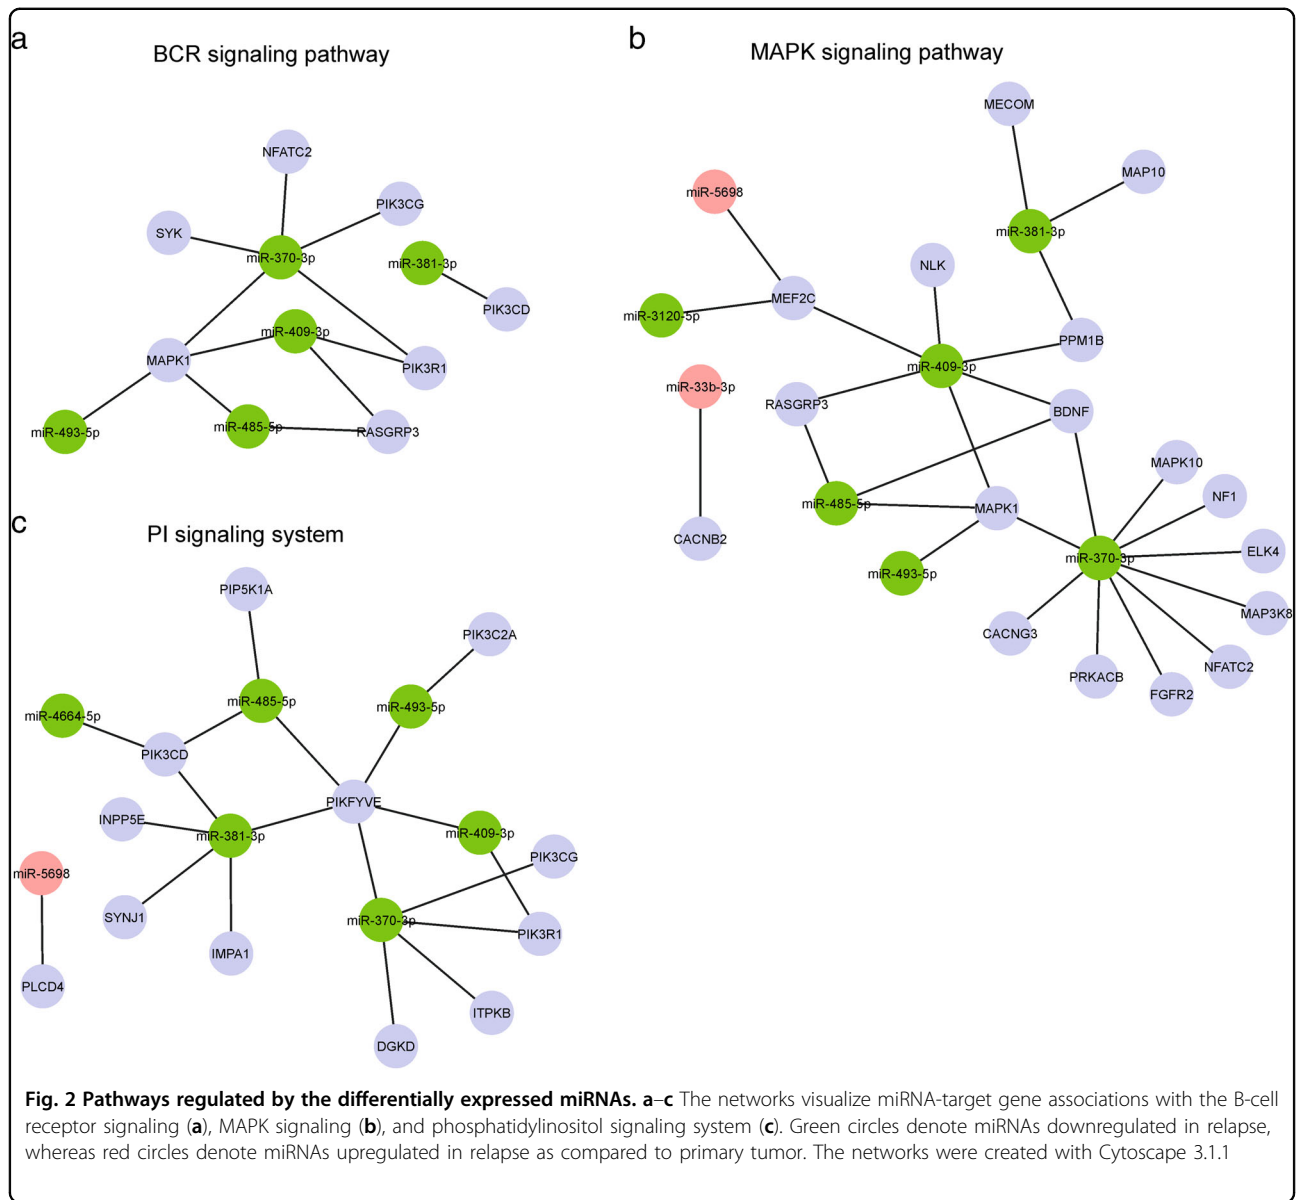 a
BCR signaling pathway
NFATC2
PIK3CG
SYK
miR-370-3p
miR-381-3p
PIK3CD
miR-409-3p
MAPK1
PIK3R1
miR-493-5p
miR-485-5p
RASGRP3
b
MAPK signaling pathway
MECOM
MAP10
miR-5698
miR-381-3p
NLK
MEF2C
miR-3120-5p
PPM1B
miR-409-3p
miR-33b-3p
RASGRP3
BDNF
MAPK10
NF1
miR-485-5p
MAPK1
CACNB2
ELK4
miR-370-3p
miR-493-5p
MAP3K8
CACNG3
NFATC2
PRKACB
FGFR2
c
PI signaling system
PIP5K1A
PIK3C2A
miR-485-5p
miR-493-5p
miR-4664-5p
PIK3CD
PIKFYVE
INPP5E
miR-381-3p
miR-409-3p
PIK3CG
miR-5698
SYNJ1
miR-370-3p
PIK3R1
IMPA1
PLCD4
ITPKB
DGKD
Fig. 2 Pathways regulated by the differentially expressed miRNAs. a–c The networks visualize miRNA-target gene associations with the B-cell
receptor signaling (a), MAPK signaling (b), and phosphatidylinositol signaling system (c). Green circles denote miRNAs downregulated in relapse,
whereas red circles denote miRNAs upregulated in relapse as compared to primary tumor. The networks were created with Cytoscape 3.1.1